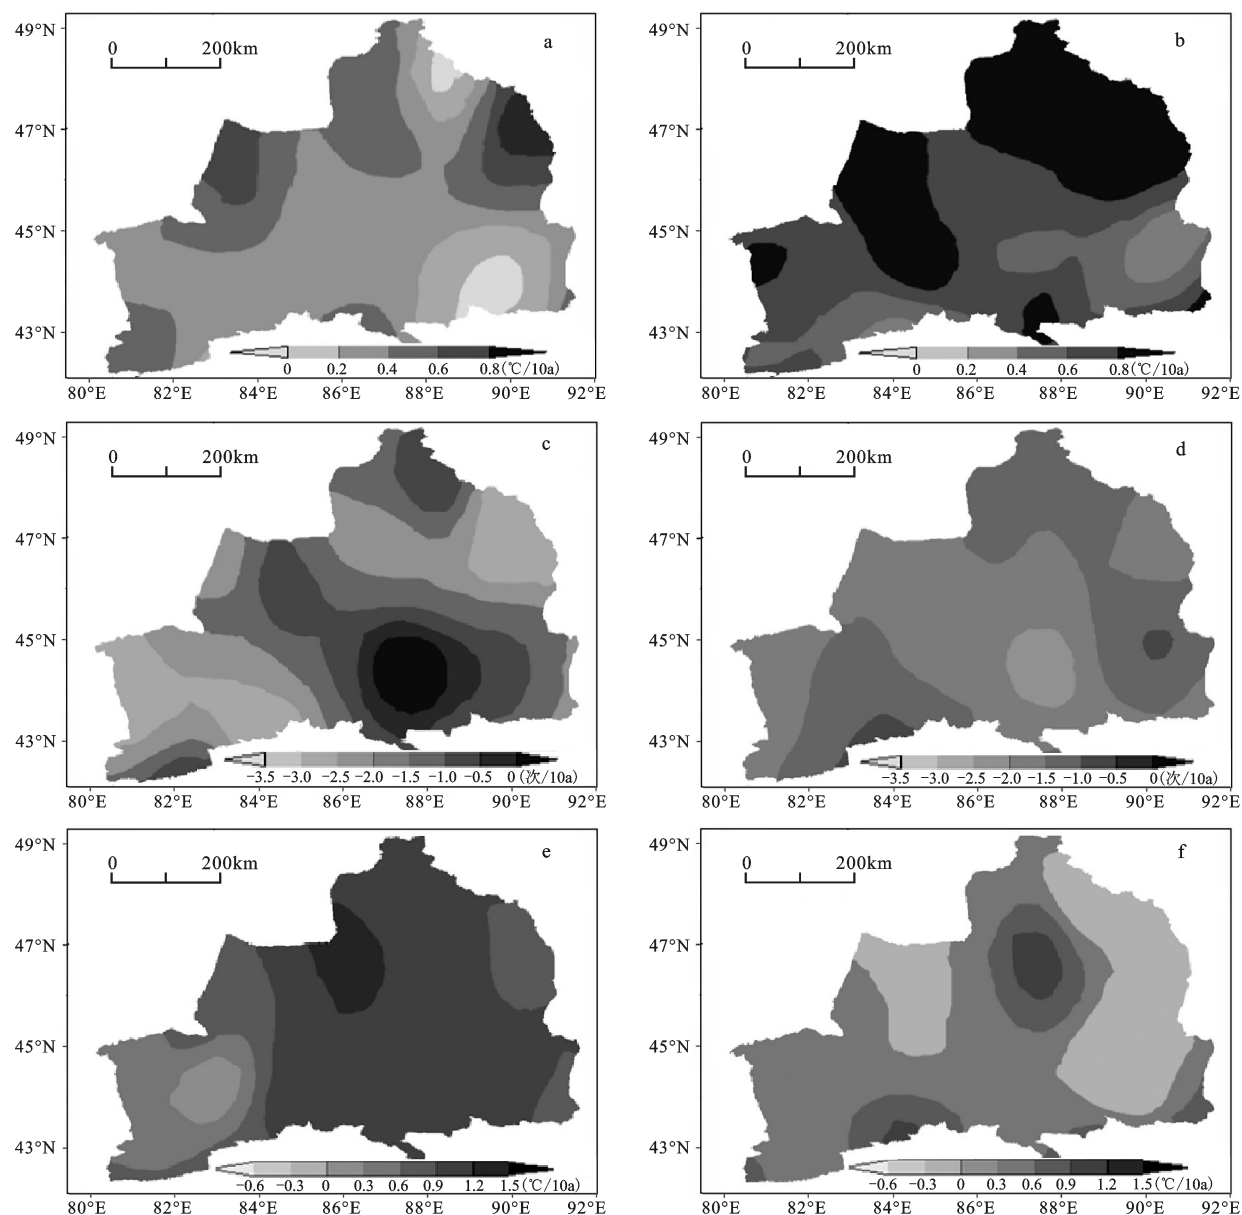 49°N
0 200km a
47°N
45°N
43°N
0 0.2 0.4 0.6 0.8(℃/10a)
80°E 82°E 84°E 86°E 88°E 90°E 92°E
49°N
0 200km b
47°N
45°N
43°N
0 0.2 0.4 0.6 0.8(℃/10a)
80°E 82°E 84°E 86°E 88°E 90°E 92°E
49°N
0 200km c
47°N
45°N
43°N
−3.5 −3.0 −2.5 −2.0 −1.5 −1.0 −0.5 0(次/10a)
80°E 82°E 84°E 86°E 88°E 90°E 92°E
49°N
0 200km d
47°N
45°N
43°N
−3.5 −3.0 −2.5 −2.0 −1.5 −1.0 −0.5 0(次/10a)
80°E 82°E 84°E 86°E 88°E 90°E 92°E
49°N
0 200km e
47°N
45°N
43°N
−0.6 −0.3 0 0.3 0.6 0.9 1.2 1.5(℃/10a)
80°E 82°E 84°E 86°E 88°E 90°E 92°E
49°N
0 200km f
47°N
45°N
43°N
−0.6 −0.3 0 0.3 0.6 0.9 1.2 1.5(℃/10a)
80°E 82°E 84°E 86°E 88°E 90°E 92°E